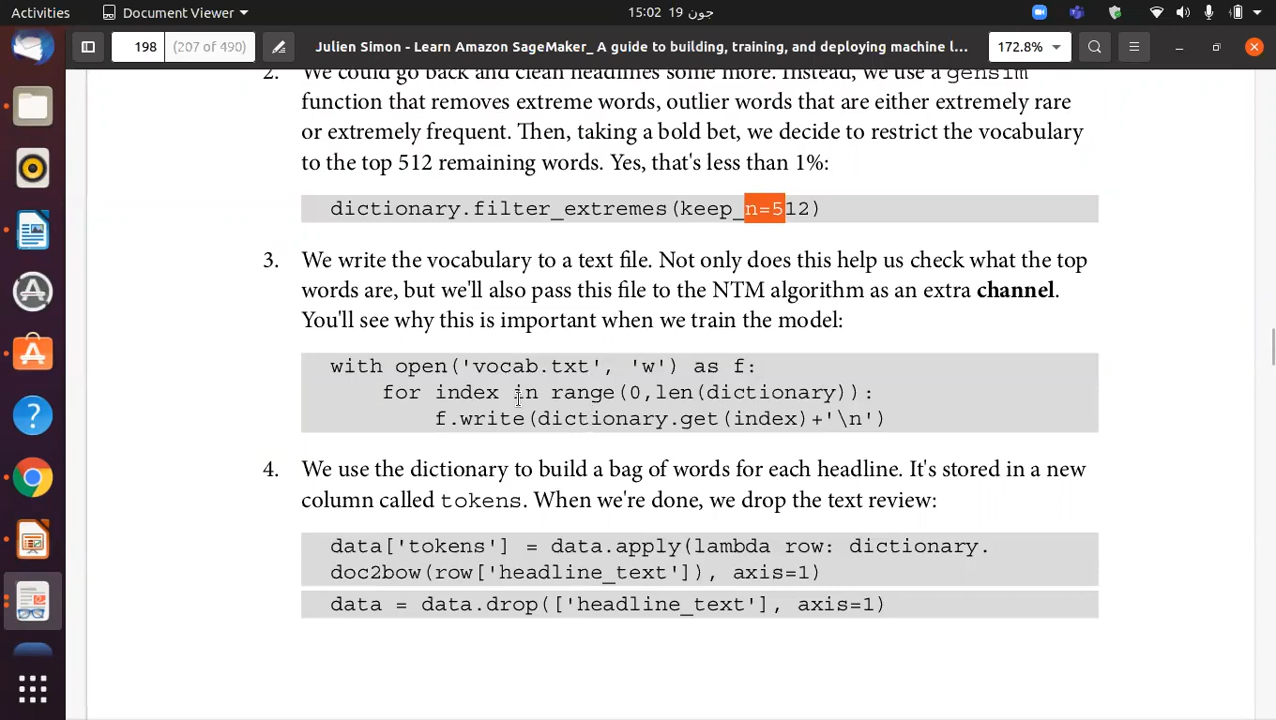 Activities
Document Viewer
15:02 19 جون
198
(207 of 490)
Julien Simon - Learn Amazon SageMaker_ A guide to building, training, and deploying machine l...
172.8%
2. We could go back and clean headlines some more. Instead, we use a gensim
function that removes extreme words, outlier words that are either extremely rare
or extremely frequent. Then, taking a bold bet, we decide to restrict the vocabulary
to the top 512 remaining words. Yes, that's less than 1%:
dictionary.filter_extremes(keep_n=512)
3. We write the vocabulary to a text file. Not only does this help us check what the top
words are, but we'll also pass this file to the NTM algorithm as an extra channel.
You'll see why this is important when we train the model:
with open('vocab.txt', 'w') as f:
for index in range(0,len(dictionary)):
f.write(dictionary.get(index)+'\n')
4. We use the dictionary to build a bag of words for each headline. It's stored in a new
column called tokens. When we're done, we drop the text review:
data['tokens'] = data.apply(lambda row: dictionary.
doc2bow(row['headline_text']), axis=1)
data = data.drop(['headline_text'], axis=1)